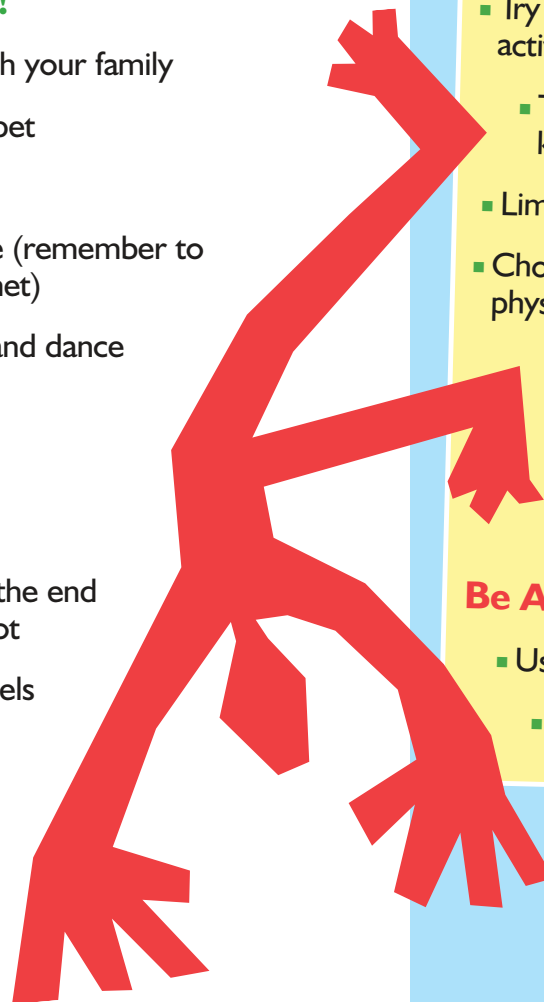 !
h your family
pet
e (remember to
net)
and dance
the end
ot
els
■ Try
acti
■ T
k
■ Lim
■ Cho
phys
Be A
■ Us
■